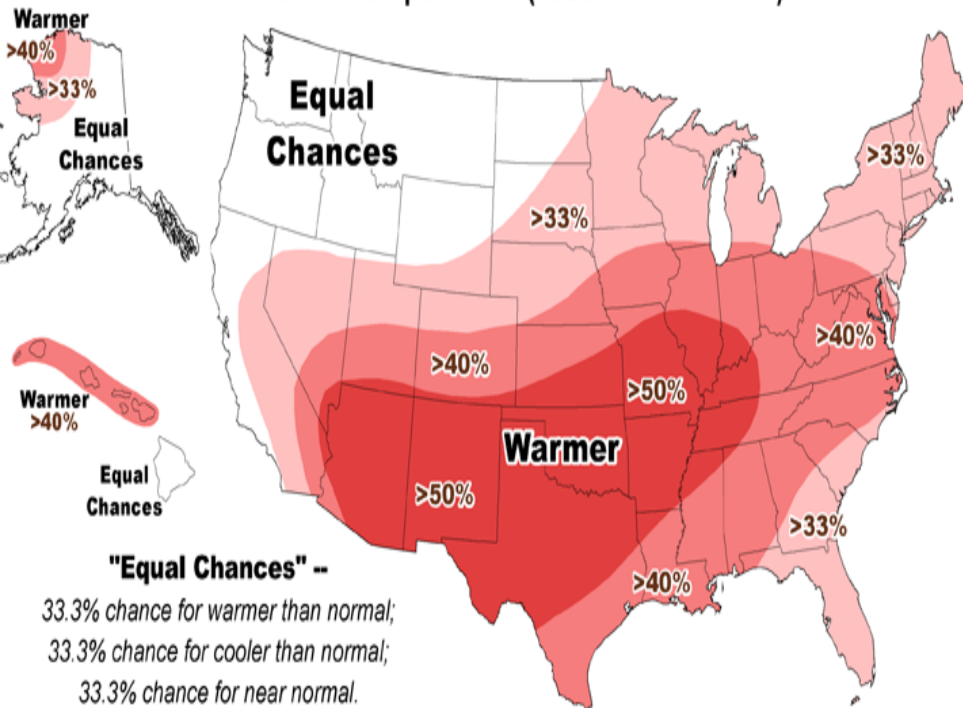 Warmer
>40%
>33%
Equal
Chances
Equal
Chances
>33%
>33%
>40%
>40%
>50%
Warmer
>50%
>33%
>40%
Warmer
>40%
Equal
Chances
"Equal Chances" --
33.3% chance for warmer than normal;
33.3% chance for cooler than normal;
33.3% chance for near normal.